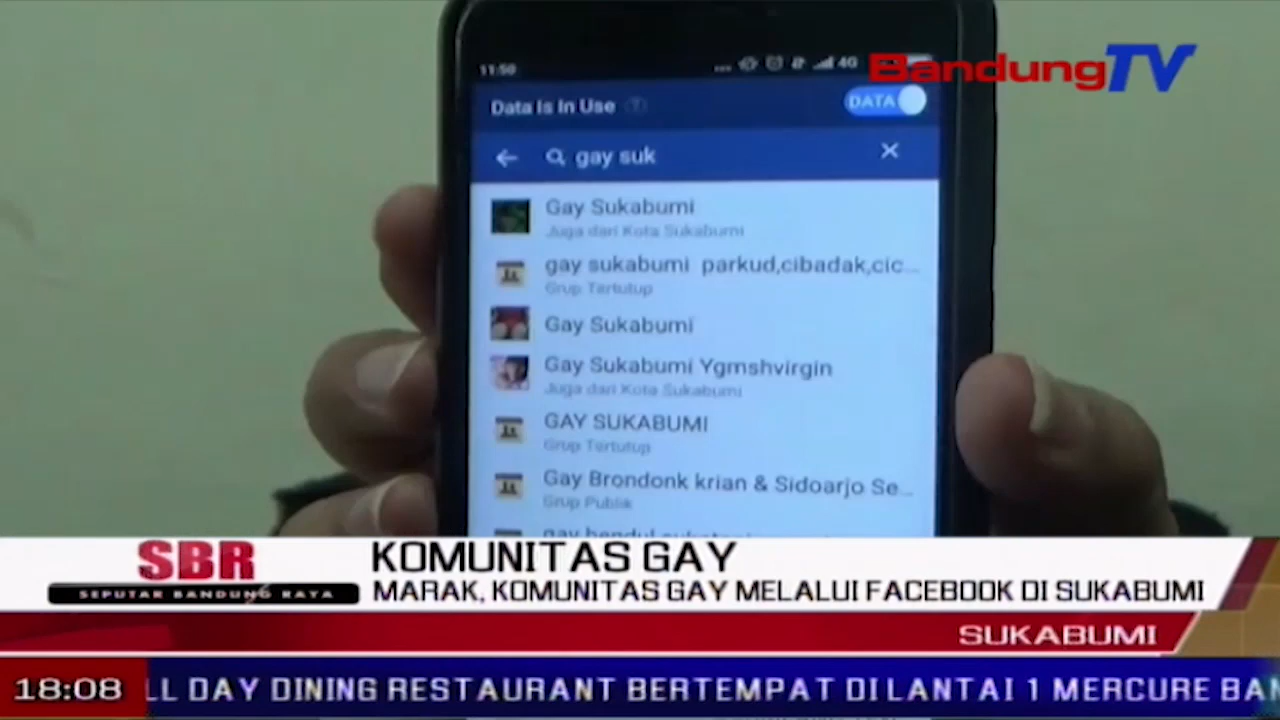 11:50
4G
BandungTV
Data Is In Use
DATA
gay suk
Gay Sukabumi
Juga dari Kota Sukabumi
gay sukabumi parkud,cibadak,cic...
Grup Tertutup
Gay Sukabumi
Gay Sukabumi Ygmshvirgin
Juga dari Kota Sukabumi
GAY SUKABUMI
Grup Tertutup
Gay Brondonk krian & Sidoarjo Se...
Grup Publik
SBR
SEPUTAR BANDUNG RAYA
KOMUNITAS GAY
MARAK, KOMUNITAS GAY MELALUI FACEBOOK DI SUKABUMI
SUKABUMI
18:08
LL DAY DINING RESTAURANT BERTEMPAT DI LANTAI 1 MERCURE BAN